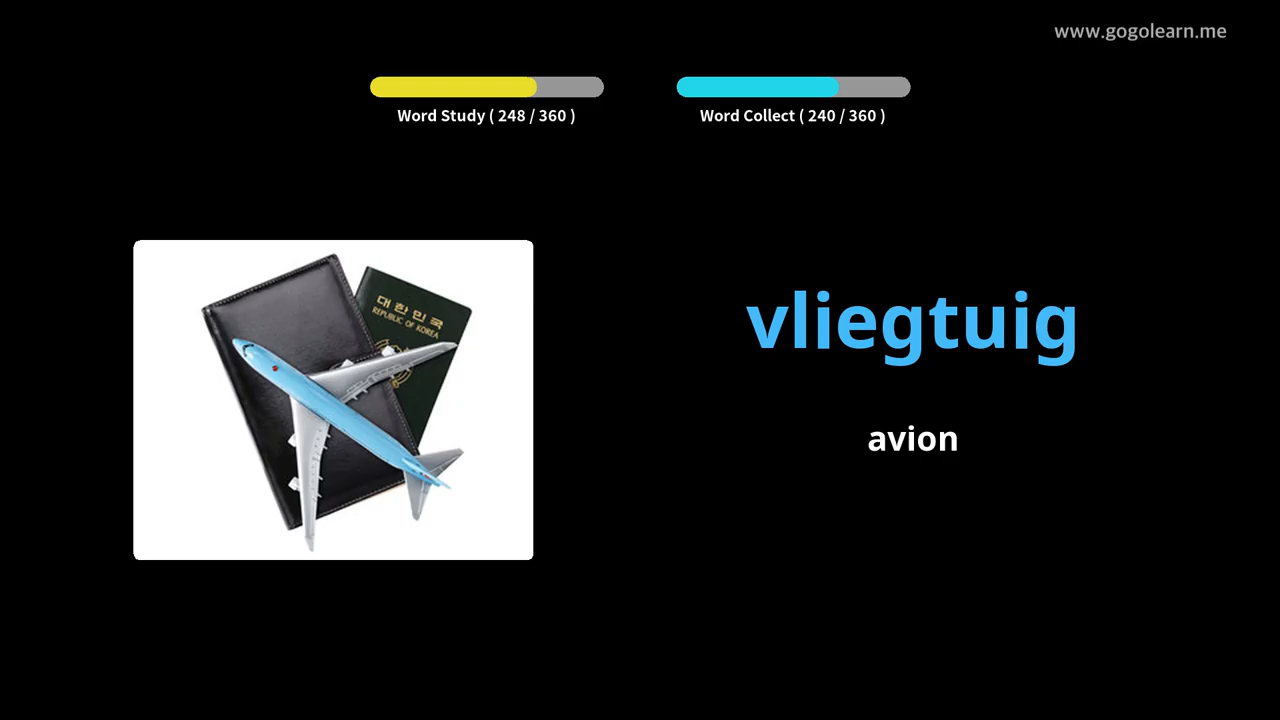 www.gogolearn.me
Word Study ( 248 / 360 )
Word Collect ( 240 / 360 )
대한민국
REPUBLIC OF KOREA
vliegtuig
avion